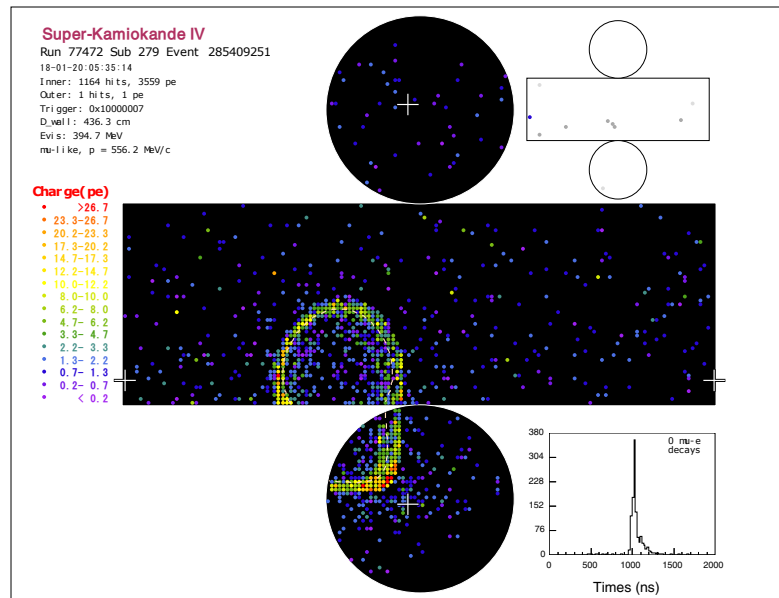 Super-Kamiokande IV
Run 77472 Sub 279 Event 285409251
18-01-20:05:35:14
Inner: 1164 hits, 3559 pe
Outer: 1 hits, 1 pe
Trigger: 0x10000007
D_wall: 436.3 cm
Evis: 394.7 MeV
mu-like, p = 556.2 MeV/c
Charge(pe)
>26.7
23.3-26.7
20.2-23.3
17.3-20.2
14.7-17.3
12.2-14.7
10.0-12.2
8.0-10.0
6.2- 8.0
4.7- 6.2
3.3- 4.7
2.2- 3.3
1.3- 2.2
0.7- 1.3
0.2- 0.7
< 0.2
0 mu-e
decays
380
304
228
152
76
0
0 500 1000 1500 2000
Times (ns)